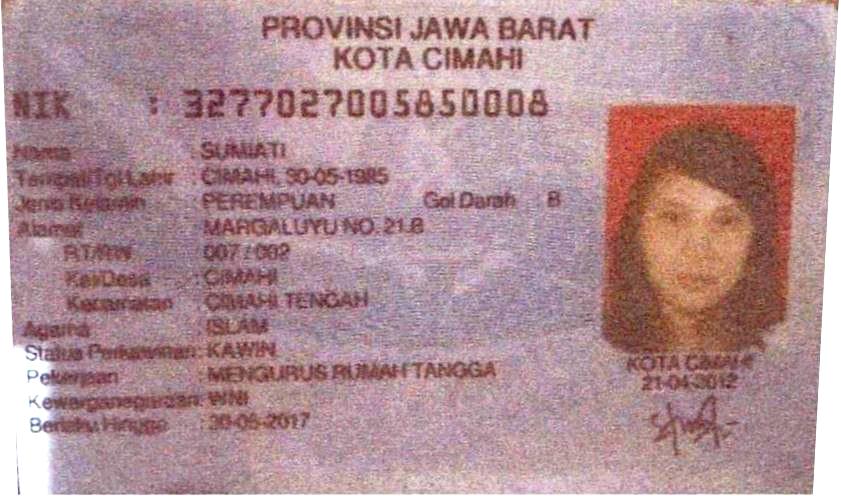 PROVINSI JAWA BARAT
KOTA CIMAHI
NIK : 3277027005850008
Nama : SUMIATI
Tempat/Tgl Lahir : CIMAHI, 30-05-1985
Jenis Kelamin : PEREMPUAN Gol Darah B
Alamat : MARGALUYU NO. 21.B
RT/RW : 007 / 002
Kel/Desa : CIMAHI
Kecamatan : CIMAHI TENGAH
Agama : ISLAM
Status Perkawinan: KAWIN
Pekerjaan : MENGURUS RUMAH TANGGA
Kewarganegaraan: WNI
Berlaku Hingga : 30-05-2017
KOTA CIMAHI
21-04-2012